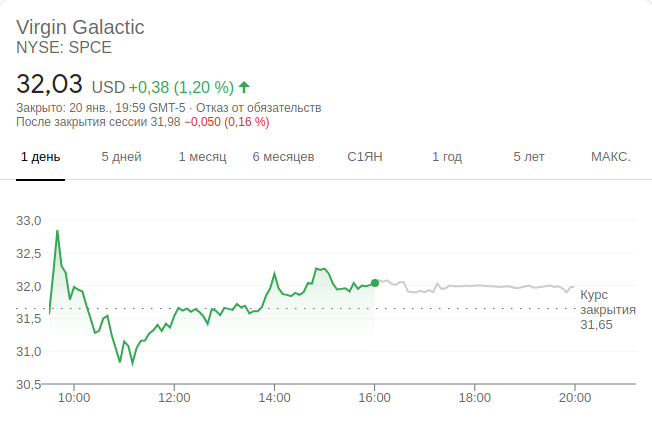 Virgin Galactic
NYSE: SPCE
32,03 USD +0,38 (1,20 %)
Закрыто: 20 янв., 19:59 GMT-5 · Отказ от обязательств
После закрытия сессии 31,98 −0,050 (0,16 %)
1 день 5 дней 1 месяц 6 месяцев С1ЯН 1 год 5 лет МАКС.
33,0
32,5
32,0
31,5
31,0
30,5
Курс
закрытия
31,65
10:00 12:00 14:00 16:00 18:00 20:00